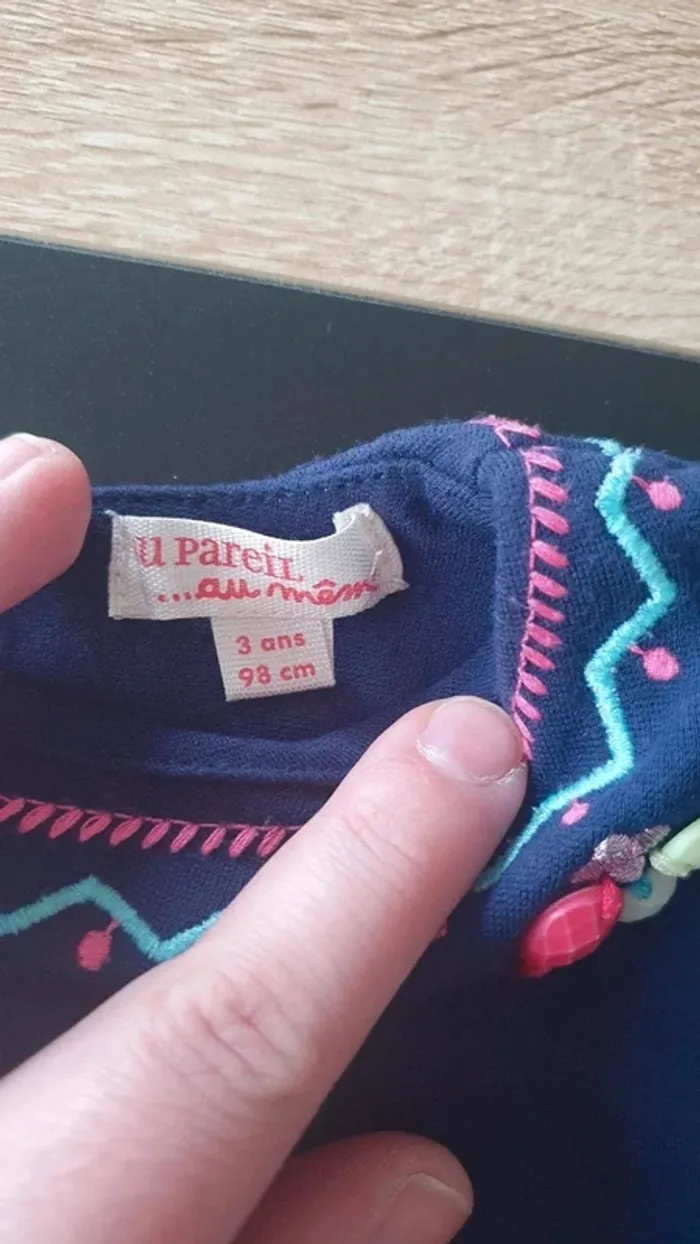 u PareiL
...au mêm
3 ans
98 cm